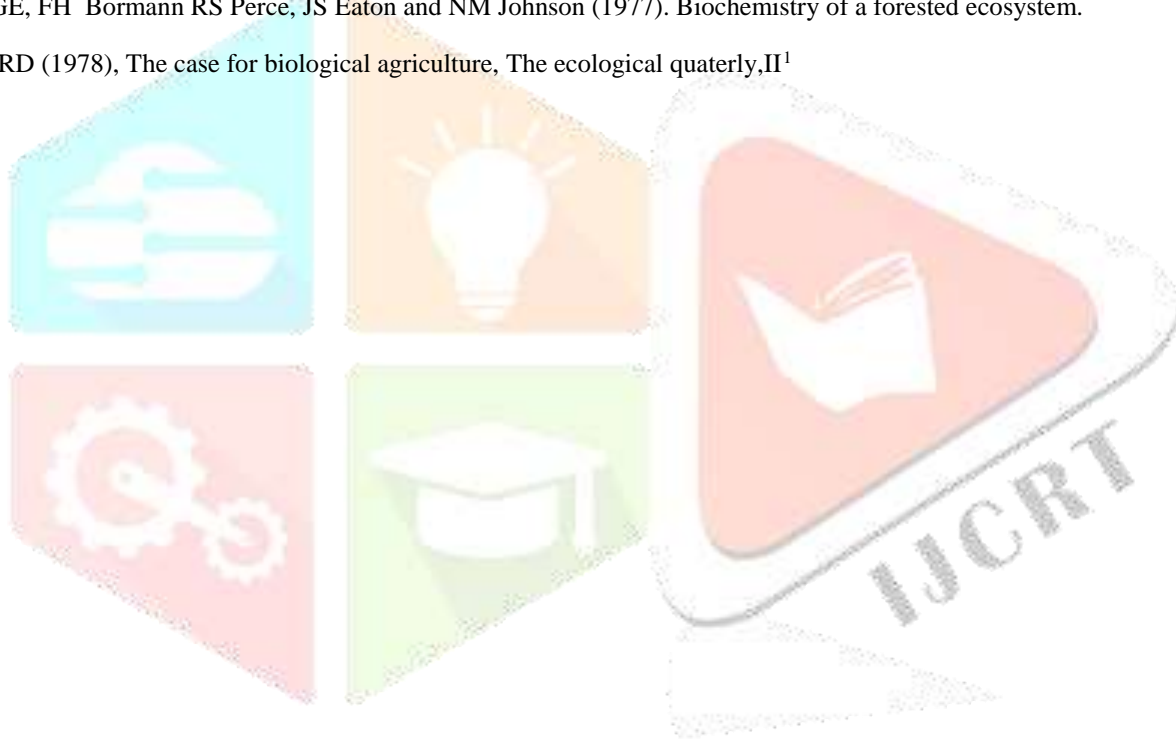 GE, FH Bormann RS Perce, JS Eaton and NM Johnson (1977). Biochemistry of a forested ecosystem.
RD (1978), The case for biological agriculture, The ecological quaterly,II¹
IJCRT